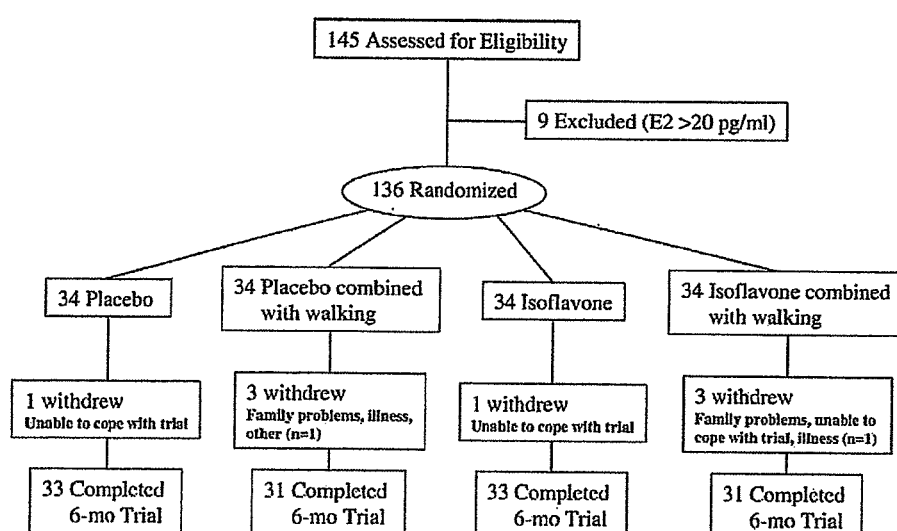 145 Assessed for Eligibility
9 Excluded (E2 >20 pg/ml)
136 Randomized
34 Placebo
34 Placebo combined
with walking
34 Isoflavone
34 Isoflavone combined
with walking
1 withdrew
Unable to cope with trial
3 withdrew
Family problems, illness,
other (n=1)
1 withdrew
Unable to cope with trial
3 withdrew
Family problems, unable to
cope with trial, illness (n=1)
33 Completed
6-mo Trial
31 Completed
6-mo Trial
33 Completed
6-mo Trial
31 Completed
6-mo Trial